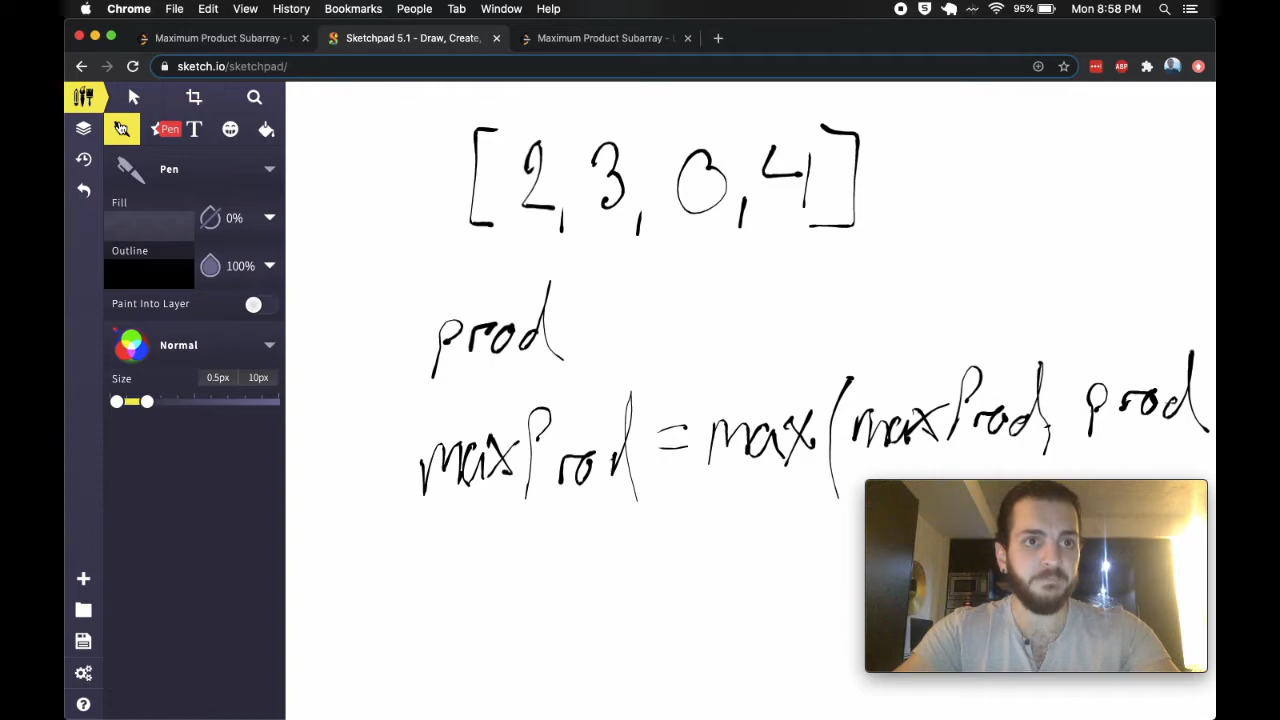 Chrome File Edit View History Bookmarks People Tab Window Help 95% Mon 8:58 PM
Maximum Product Subarray - L Sketchpad 5.1 - Draw, Create, Maximum Product Subarray - L
sketch.io/sketchpad/ ABP
Pen T
Pen
Fill
0%
Outline
100%
Paint Into Layer
Normal
Size 0.5px 10px
[2, 3, 0, 4]
prod
maxProd = max(maxProd, prod